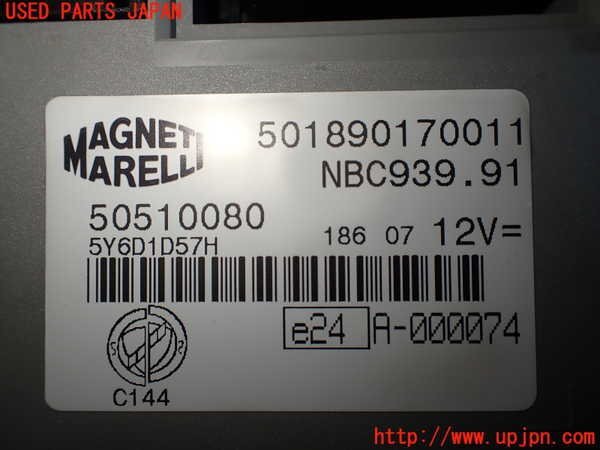 USED PARTS JAPAN
MAGNETI
MARELLI
501890170011
NBC939.91
50510080
5Y6D1D57H
186 07 12V=
e24 A-000074
S 2
C144
http://www.upjpn.com/